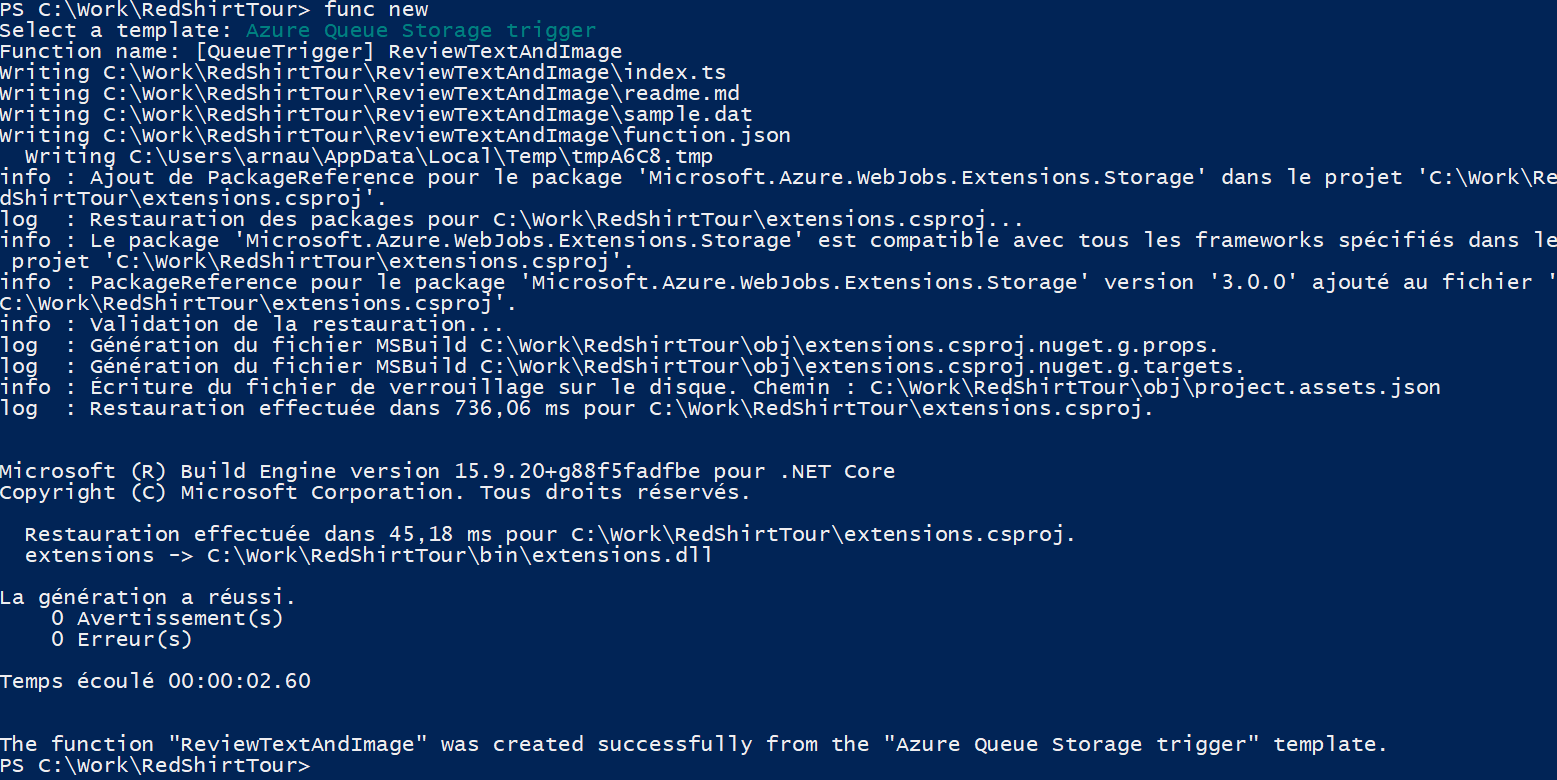 PS C:\Work\RedShirtTour> func new
Select a template: Azure Queue Storage trigger
Function name: [QueueTrigger] ReviewTextAndImage
Writing C:\Work\RedShirtTour\ReviewTextAndImage\index.ts
Writing C:\Work\RedShirtTour\ReviewTextAndImage\readme.md
Writing C:\Work\RedShirtTour\ReviewTextAndImage\sample.dat
Writing C:\Work\RedShirtTour\ReviewTextAndImage\function.json
  Writing C:\Users\arnau\AppData\Local\Temp\tmpA6C8.tmp
info : Ajout de PackageReference pour le package 'Microsoft.Azure.WebJobs.Extensions.Storage' dans le projet 'C:\Work\Re
dShirtTour\extensions.csproj'.
log  : Restauration des packages pour C:\Work\RedShirtTour\extensions.csproj...
info : Le package 'Microsoft.Azure.WebJobs.Extensions.Storage' est compatible avec tous les frameworks spécifiés dans le
 projet 'C:\Work\RedShirtTour\extensions.csproj'.
info : PackageReference pour le package 'Microsoft.Azure.WebJobs.Extensions.Storage' version '3.0.0' ajouté au fichier '
C:\Work\RedShirtTour\extensions.csproj'.
info : Validation de la restauration...
log  : Génération du fichier MSBuild C:\Work\RedShirtTour\obj\extensions.csproj.nuget.g.props.
log  : Génération du fichier MSBuild C:\Work\RedShirtTour\obj\extensions.csproj.nuget.g.targets.
info : Écriture du fichier de verrouillage sur le disque. Chemin : C:\Work\RedShirtTour\obj\project.assets.json
log  : Restauration effectuée dans 736,06 ms pour C:\Work\RedShirtTour\extensions.csproj.
Microsoft (R) Build Engine version 15.9.20+g88f5fadfbe pour .NET Core
Copyright (C) Microsoft Corporation. Tous droits réservés.
  Restauration effectuée dans 45,18 ms pour C:\Work\RedShirtTour\extensions.csproj.
  extensions -> C:\Work\RedShirtTour\bin\extensions.dll
La génération a réussi.
    0 Avertissement(s)
    0 Erreur(s)
Temps écoulé 00:00:02.60
The function "ReviewTextAndImage" was created successfully from the "Azure Queue Storage trigger" template.
PS C:\Work\RedShirtTour>